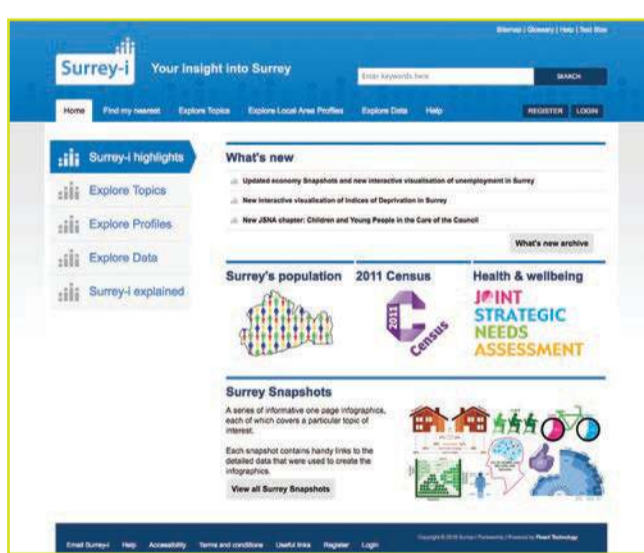 Sitemap | Glossary | Help | Text Size
Surrey-i
Your insight into Surrey
Enter keywords here
SEARCH
Home Find my nearest Explore Topics Explore Local Area Profiles Explore Data Help
REGISTER LOGIN
Surrey-i highlights
Explore Topics
Explore Profiles
Explore Data
Surrey-i explained
What's new
Updated economy Snapshots and new interactive visualisation of unemployment in Surrey
New interactive visualisation of Indices of Deprivation in Surrey
New JSNA chapter: Children and Young People in the Care of the Council
What's new archive
Surrey's population
2011 Census
2011
Census
Health & wellbeing
JOINT
STRATEGIC
NEEDS
ASSESSMENT
Surrey Snapshots
A series of informative one page infographics,
each of which covers a particular topic of
interest.
Each snapshot contains handy links to the
detailed data that were used to create the
infographics.
View all Surrey Snapshots
Email Surrey-i Help Accessibility Terms and conditions Useful links Register Login
Surrey-i Partnership | Powered by Fluent Technology